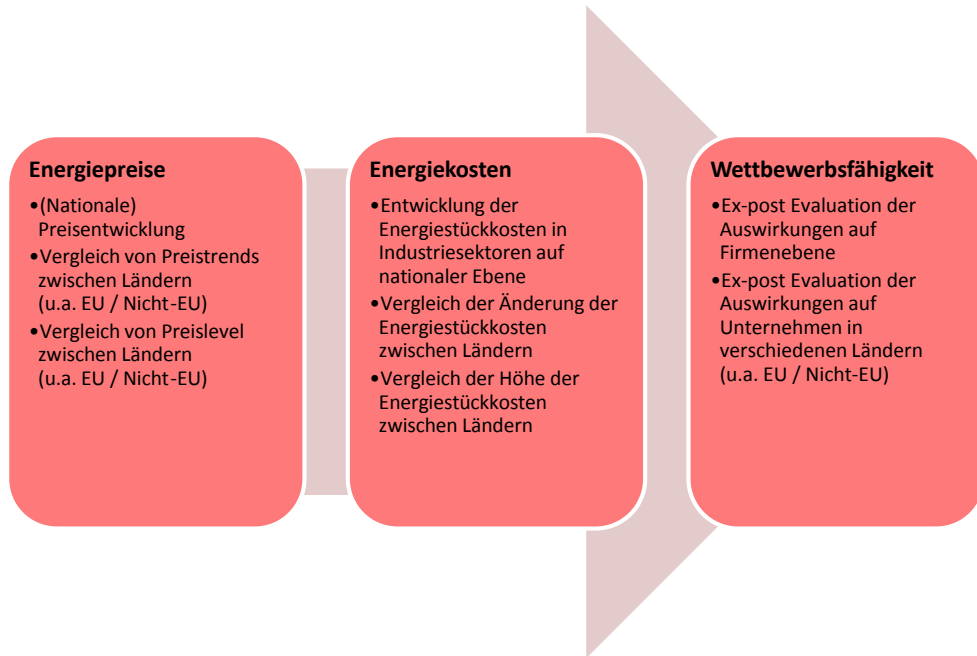 Energiepreise
•(Nationale)
Preisentwicklung
•Vergleich von Preistrends
zwischen Ländern
(u.a. EU / Nicht-EU)
•Vergleich von Preislevel
zwischen Ländern
(u.a. EU / Nicht-EU)
Energiekosten
•Entwicklung der
Energiestückkosten in
Industriesektoren auf
nationaler Ebene
•Vergleich der Änderung der
Energiestückkosten
zwischen Ländern
•Vergleich der Höhe der
Energiestückkosten
zwischen Ländern
Wettbewerbsfähigkeit
•Ex-post Evaluation der
Auswirkungen auf
Firmenebene
•Ex-post Evaluation der
Auswirkungen auf
Unternehmen in
verschiedenen Ländern
(u.a. EU / Nicht-EU)